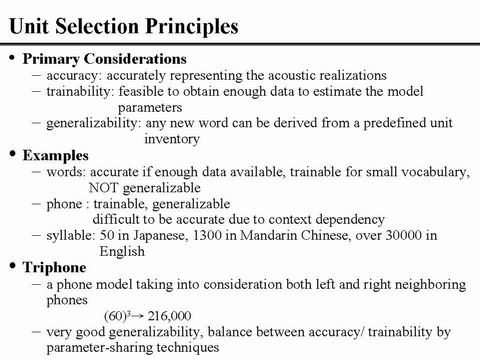 Unit Selection Principles
• Primary Considerations
– accuracy: accurately representing the acoustic realizations
– trainability: feasible to obtain enough data to estimate the model
parameters
– generalizability: any new word can be derived from a predefined unit
inventory
• Examples
– words: accurate if enough data available, trainable for small vocabulary,
NOT generalizable
– phone : trainable, generalizable
difficult to be accurate due to context dependency
– syllable: 50 in Japanese, 1300 in Mandarin Chinese, over 30000 in
English
• Triphone
– a phone model taking into consideration both left and right neighboring
phones
(60)³→ 216,000
– very good generalizability, balance between accuracy/ trainability by
parameter-sharing techniques